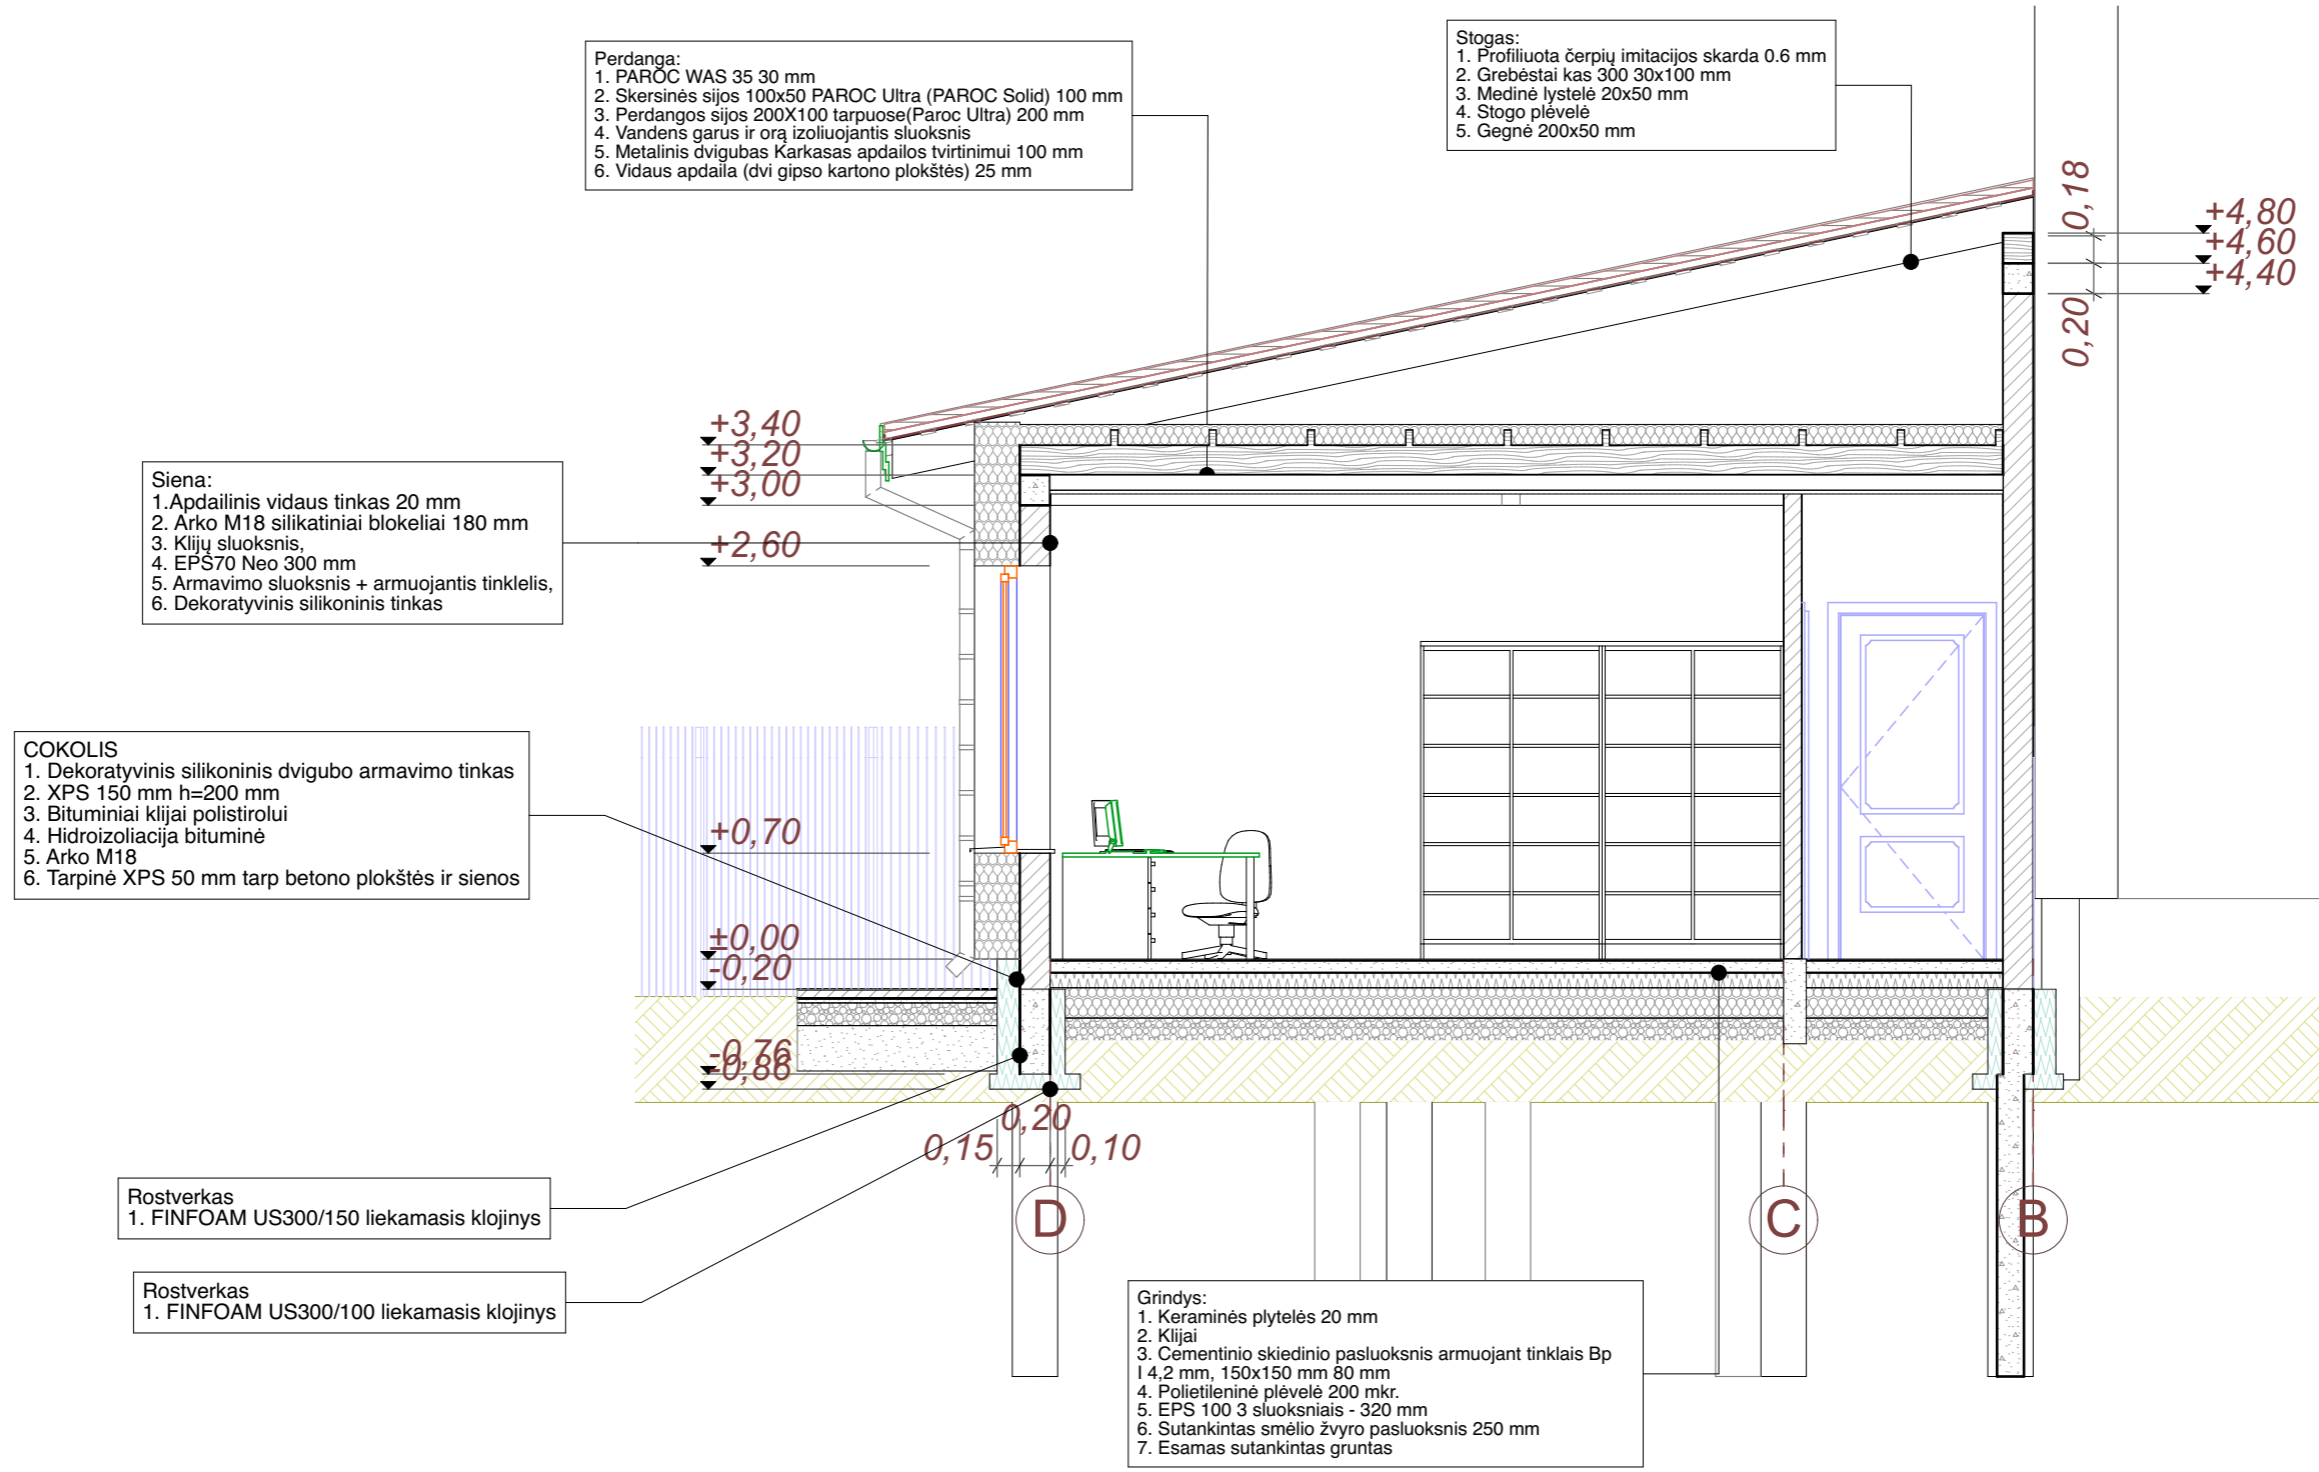 Perdanga:
1. PAROC WAS 35 30 mm
2. Skersinės sijos 100x50 PAROC Ultra (PAROC Solid) 100 mm
3. Perdangos sijos 200X100 tarpuose(Paroc Ultra) 200 mm
4. Vandens garus ir orą izoliuojantis sluoksnis
5. Metalinis dvigubas Karkasas apdailos tvirtinimui 100 mm
6. Vidaus apdaila (dvi gipso kartono plokštės) 25 mm
Stogas:
1. Profiliuota čerpių imitacijos skarda 0.6 mm
2. Grebėstai kas 300 30x100 mm
3. Medinė lystelė 20x50 mm
4. Stogo plėvelė
5. Gegnė 200x50 mm
0,18
+4,80
+4,60
+4,40
0,20
+3,40
+3,20
+3,00
+2,60
Siena:
1.Apdailinis vidaus tinkas 20 mm
2. Arko M18 silikatiniai blokeliai 180 mm
3. Klijų sluoksnis,
4. EPS70 Neo 300 mm
5. Armavimo sluoksnis + armuojantis tinklelis,
6. Dekoratyvinis silikoninis tinkas
COKOLIS
1. Dekoratyvinis silikoninis dvigubo armavimo tinkas
2. XPS 150 mm h=200 mm
3. Bituminiai klijai polistirolui
4. Hidroizoliacija bituminė
5. Arko M18
6. Tarpinė XPS 50 mm tarp betono plokštės ir sienos
+0,70
±0,00
-0,20
-0,76
-0,86
0,20
0,15
0,10
D
C
B
Rostverkas
1. FINFOAM US300/150 liekamasis klojinys
Rostverkas
1. FINFOAM US300/100 liekamasis klojinys
Grindys:
1. Keraminės plytelės 20 mm
2. Klijai
3. Cementinio skiedinio pasluoksnis armuojant tinklais Bp
I 4,2 mm, 150x150 mm 80 mm
4. Polietileninė plėvelė 200 mkr.
5. EPS 100 3 sluoksniais - 320 mm
6. Sutankintas smėlio žvyro pasluoksnis 250 mm
7. Esamas sutankintas gruntas